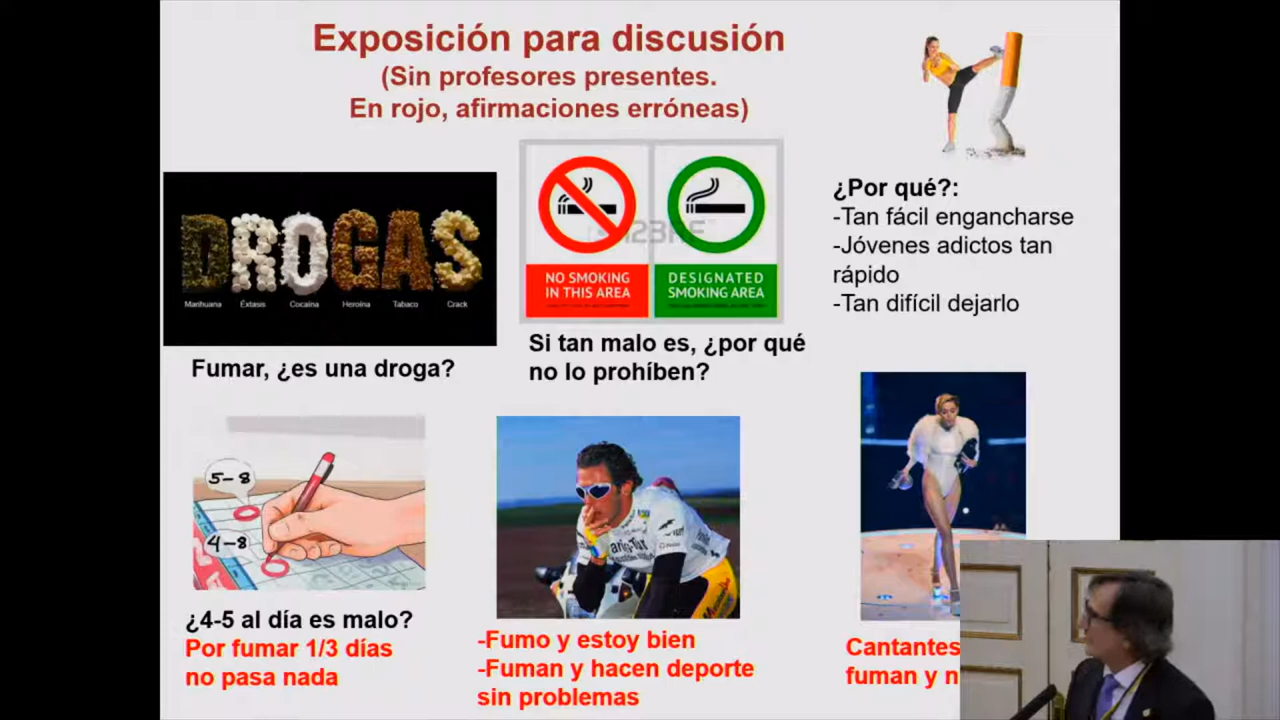 Exposición para discusión
(Sin profesores presentes.
En rojo, afirmaciones erróneas)
DROGAS
Marihuana Éxtasis Cocaína Heroína Tabaco Crack
Fumar, ¿es una droga?
NO SMOKING
IN THIS AREA
DESIGNATED
SMOKING AREA
Si tan malo es, ¿por qué
no lo prohíben?
¿Por qué?:
-Tan fácil engancharse
-Jóvenes adictos tan
rápido
-Tan difícil dejarlo
5-8
4-8
¿4-5 al día es malo?
Por fumar 1/3 días
no pasa nada
-Fumo y estoy bien
-Fuman y hacen deporte
sin problemas
Cantantes
fuman y n